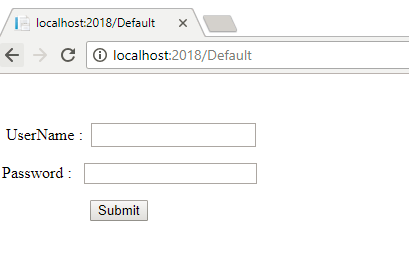 localhost:2018/Default
localhost:2018/Default
UserName :
Password :
Submit